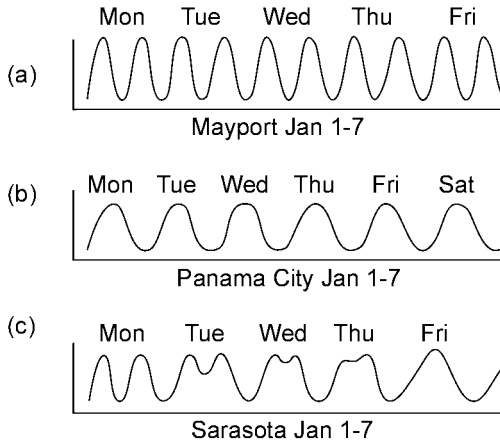 Mon Tue Wed Thu Fri
(a)
Mayport Jan 1-7
Mon Tue Wed Thu Fri Sat
(b)
Panama City Jan 1-7
Mon Tue Wed Thu Fri
(c)
Sarasota Jan 1-7